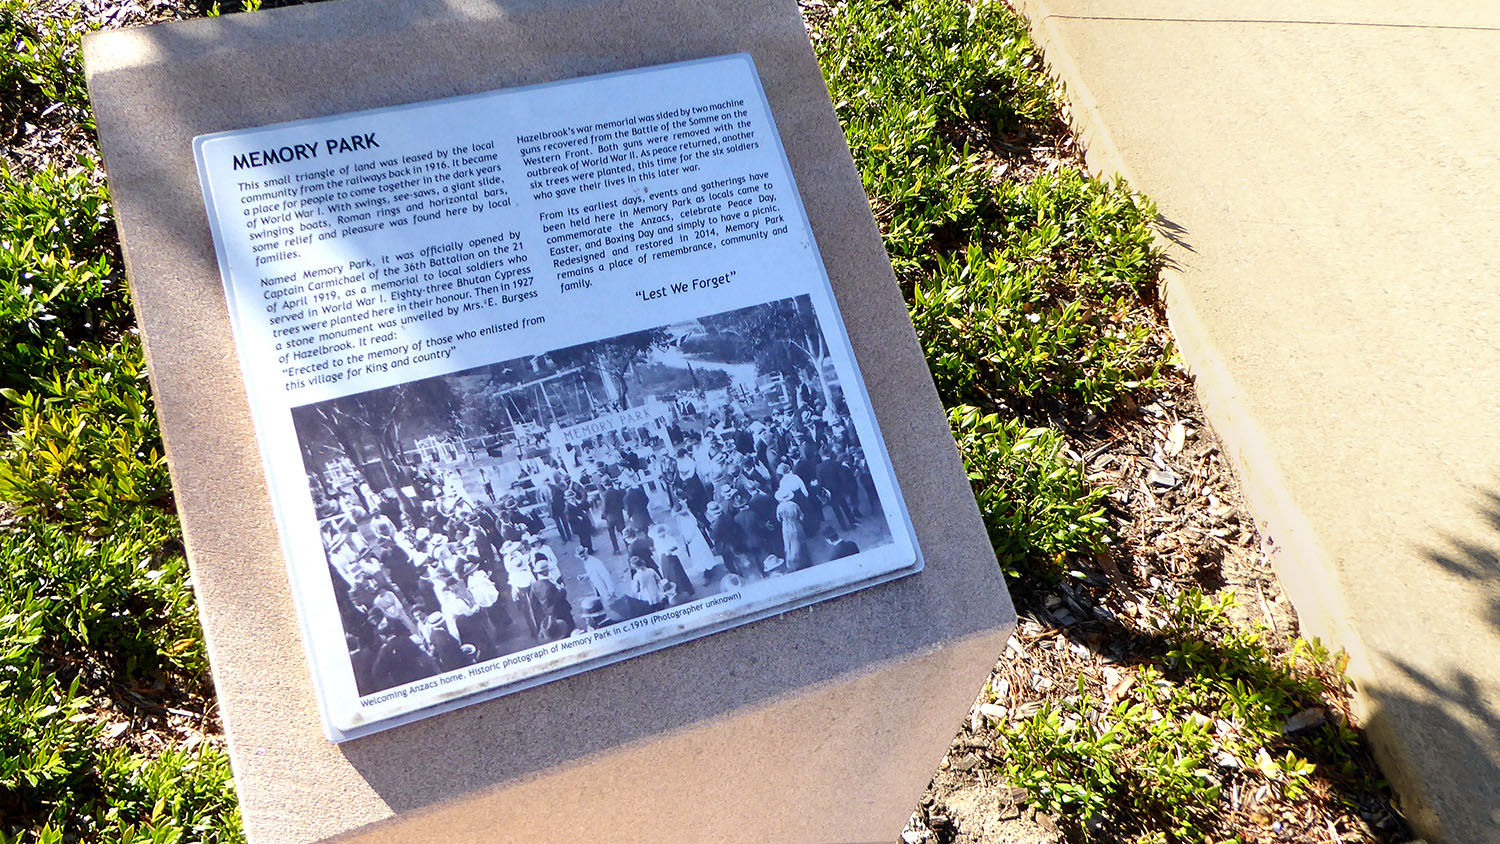 MEMORY PARK
This small triangle of land was leased by the local
community from the railways back in 1916. It became
a place for people to come together in the dark years
of World War I. With swings, see-saws, a giant slide,
swinging boats, Roman rings and horizontal bars,
some relief and pleasure was found here by local
families.
Named Memory Park, it was officially opened by
Captain Carmichael of the 36th Battalion on the 21
of April 1919, as a memorial to local soldiers who
served in World War I. Eighty-three Bhutan Cypress
trees were planted here in their honour. Then in 1927
a stone monument was unveiled by Mrs. E. Burgess
of Hazelbrook. It read:
“Erected to the memory of those who enlisted from
this village for King and country”
Hazelbrook's war memorial was sided by two machine
guns recovered from the Battle of the Somme on the
Western Front. Both guns were removed with the
outbreak of World War II. As peace returned, another
six trees were planted, this time for the six soldiers
who gave their lives in this later war.
From its earliest days, events and gatherings have
been held here in Memory Park as locals came to
commemorate the Anzacs, celebrate Peace Day,
Easter, and Boxing Day and simply to have a picnic.
Redesigned and restored in 2014, Memory Park
remains a place of remembrance, community and
family.
“Lest We Forget”
MEMORY PARK
Welcoming Anzacs home. Historic photograph of Memory Park in c.1919 (Photographer unknown)